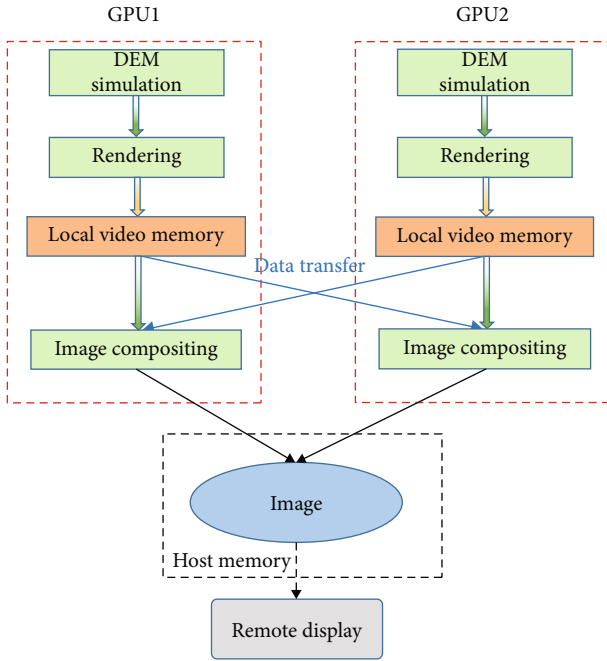 GPU1
GPU2
DEM
simulation
DEM
simulation
Rendering
Rendering
Local video memory
Local video memory
Data transfer
Image compositing
Image compositing
Image
Host memory
Remote display